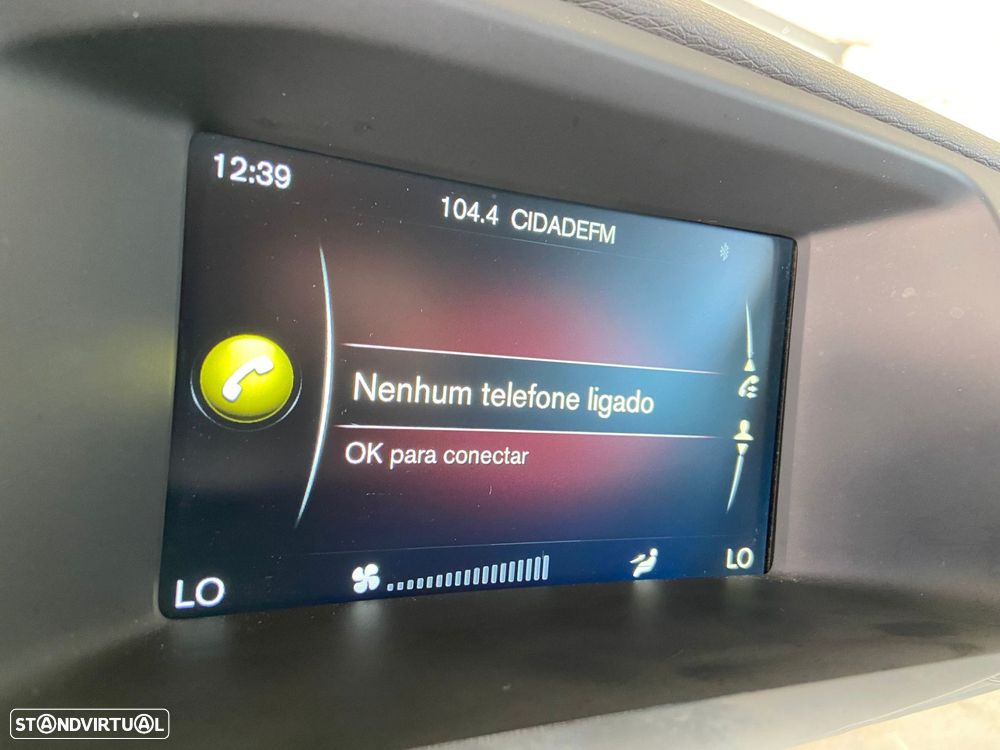 12:39
104.4 CIDADEFM
Nenhum telefone ligado
OK para conectar
LO
LO
STANDVIRTUAL